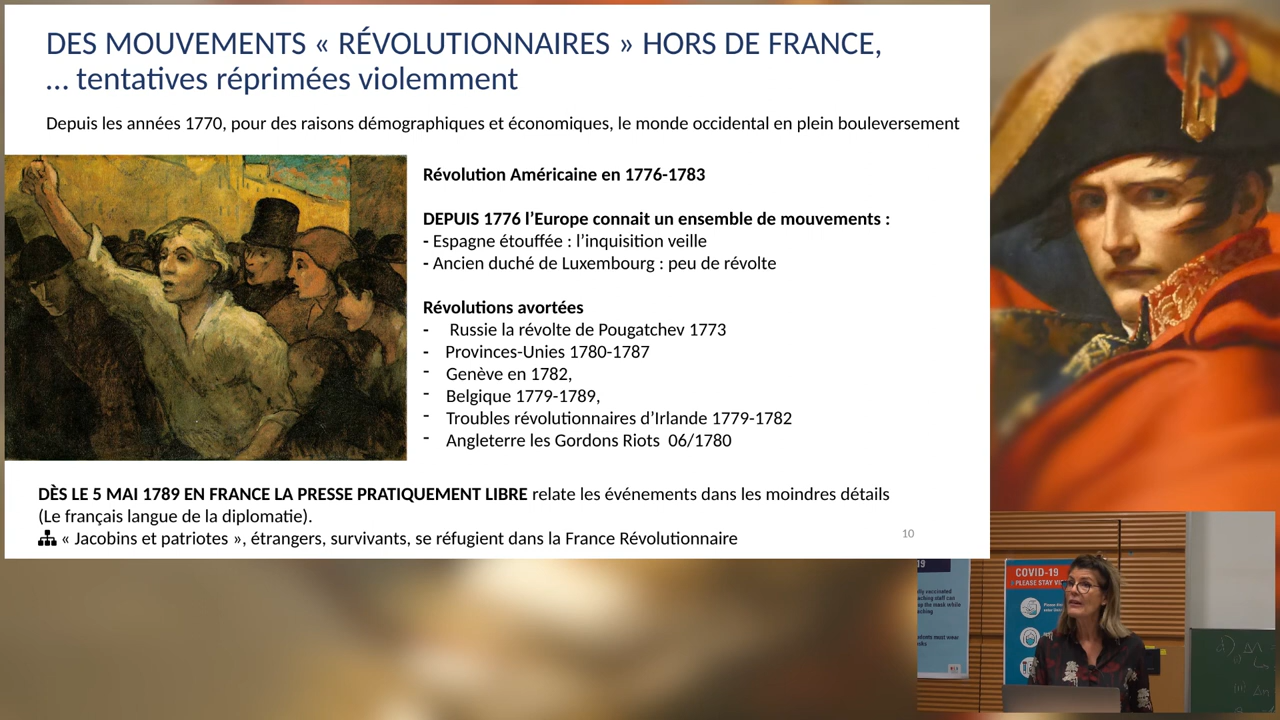 DES MOUVEMENTS « RÉVOLUTIONNAIRES » HORS DE FRANCE,
… tentatives réprimées violemment
Depuis les années 1770, pour des raisons démographiques et économiques, le monde occidental en plein bouleversement
Révolution Américaine en 1776-1783
DEPUIS 1776 l’Europe connait un ensemble de mouvements :
- Espagne étouffée : l’inquisition veille
- Ancien duché de Luxembourg : peu de révolte
Révolutions avortées
- Russie la révolte de Pougatchev 1773
- Provinces-Unies 1780-1787
- Genève en 1782,
- Belgique 1779-1789,
- Troubles révolutionnaires d’Irlande 1779-1782
- Angleterre les Gordons Riots 06/1780
DÈS LE 5 MAI 1789 EN FRANCE LA PRESSE PRATIQUEMENT LIBRE relate les événements dans les moindres détails
(Le français langue de la diplomatie).
« Jacobins et patriotes », étrangers, survivants, se réfugient dans la France Révolutionnaire
10
19
COVID-19
PLEASE STAY